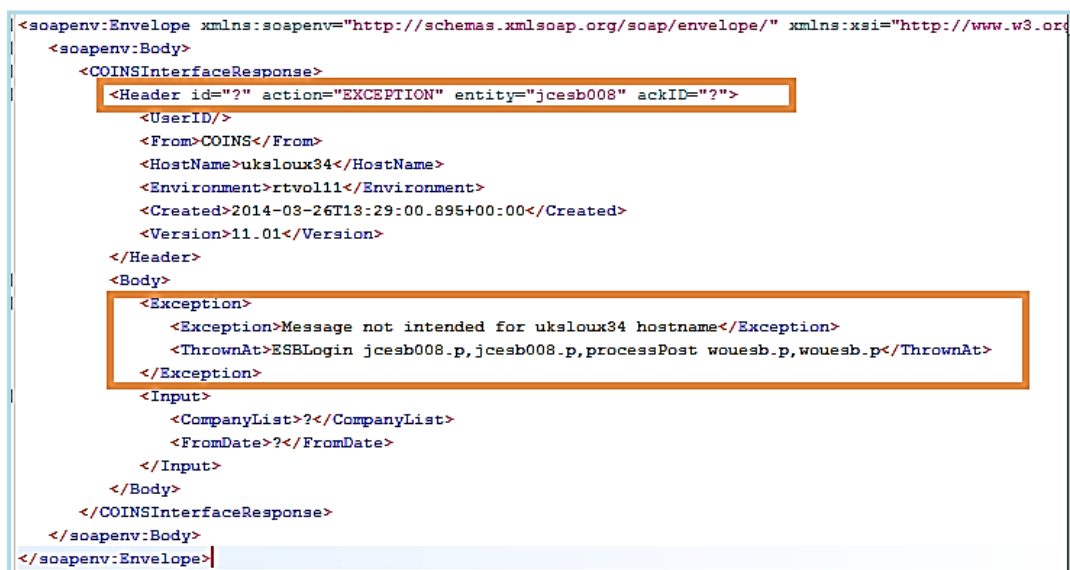 <soapenv:Envelope xmlns:soapenv="http://schemas.xmlsoap.org/soap/envelope/" xmlns:xsi="http://www.w3.org
<soapenv:Body>
<COINSInterfaceResponse>
<Header id="?" action="EXCEPTION" entity="jcesb008" ackID="?">
<UserID/>
<From>COINS</From>
<HostName>uksloux34</HostName>
<Environment>rtvol11</Environment>
<Created>2014-03-26T13:29:00.895+00:00</Created>
<Version>11.01</Version>
</Header>
<Body>
<Exception>
<Exception>Message not intended for uksloux34 hostname</Exception>
<ThrownAt>ESBLogin jcesb008.p,jcesb008.p,processPost wouesb.p,wouesb.p</ThrownAt>
</Exception>
<Input>
<CompanyList>?</CompanyList>
<FromDate>?</FromDate>
</Input>
</Body>
</COINSInterfaceResponse>
</soapenv:Body>
</soapenv:Envelope>